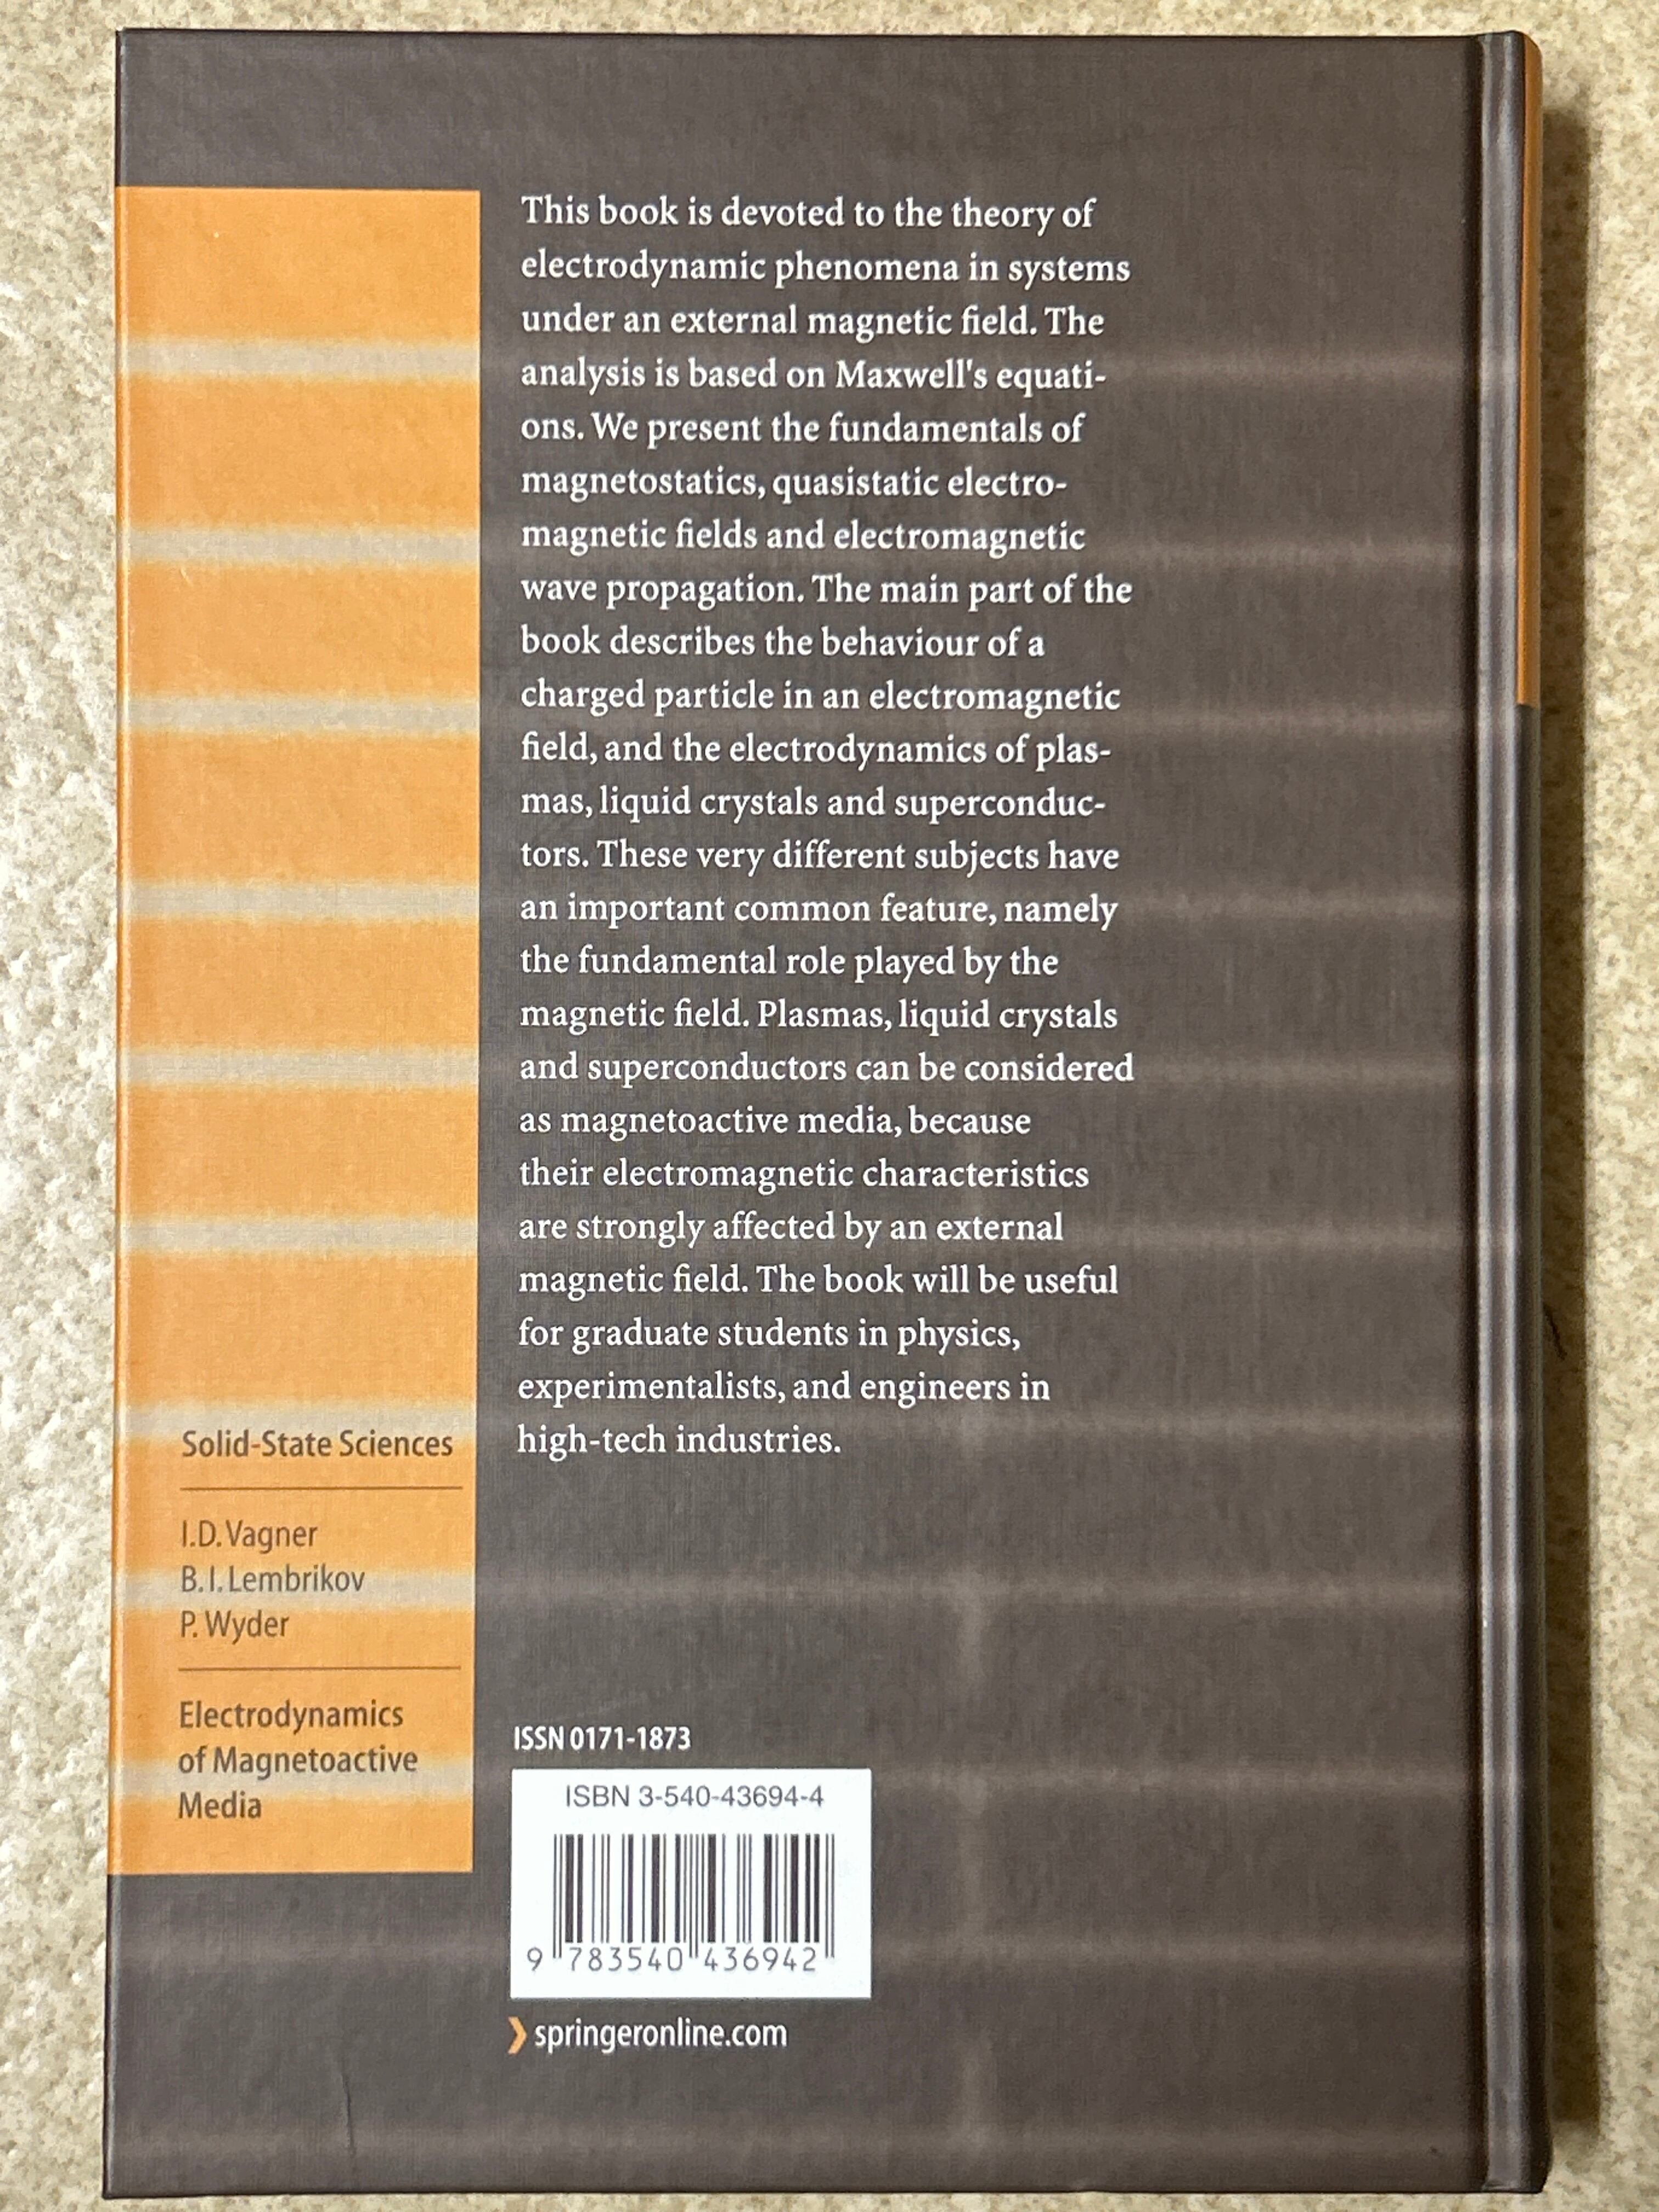 This book is devoted to the theory of
electrodynamic phenomena in systems
under an external magnetic field. The
analysis is based on Maxwell's equati-
ons. We present the fundamentals of
magnetostatics, quasistatic electro-
magnetic fields and electromagnetic
wave propagation. The main part of the
book describes the behaviour of a
charged particle in an electromagnetic
field, and the electrodynamics of plas-
mas, liquid crystals and superconduc-
tors. These very different subjects have
an important common feature, namely
the fundamental role played by the
magnetic field. Plasmas, liquid crystals
and superconductors can be considered
as magnetoactive media, because
their electromagnetic characteristics
are strongly affected by an external
magnetic field. The book will be useful
for graduate students in physics,
experimentalists, and engineers in
high-tech industries.
Solid-State Sciences
I.D. Vagner
B.I. Lembrikov
P. Wyder
Electrodynamics
of Magnetoactive
Media
ISSN 0171-1873
ISBN 3-540-43694-4
9 783540 436942
springeronline.com